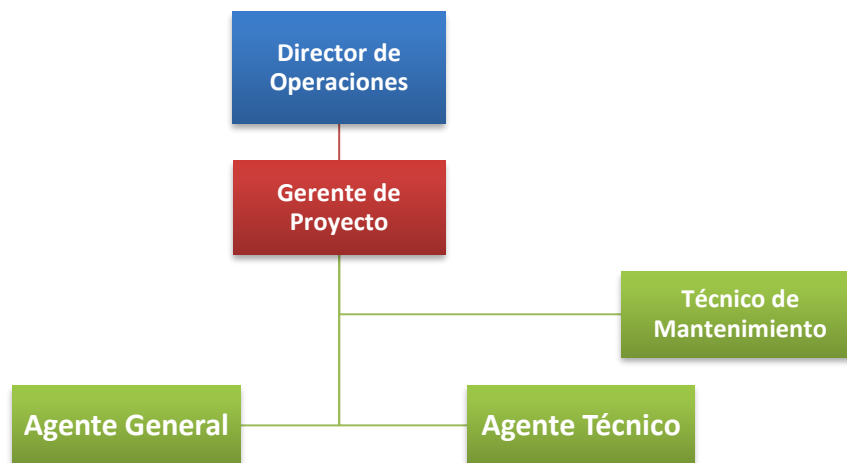 Director de
Operaciones
Gerente de
Proyecto
Técnico de
Mantenimiento
Agente General
Agente Técnico